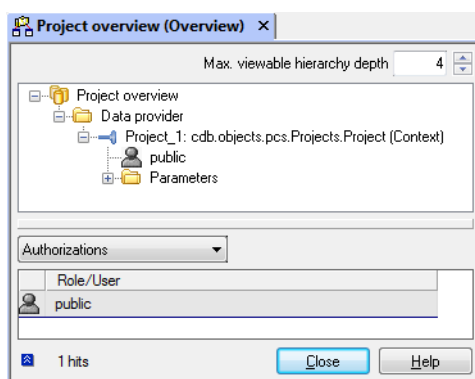 Project overview (Overview) X
Max. viewable hierarchy depth 4
Project overview
Data provider
Project_1: cdb.objects.pcs.Projects.Project (Context)
public
Parameters
Authorizations
Role/User
public
1 hits Close Help